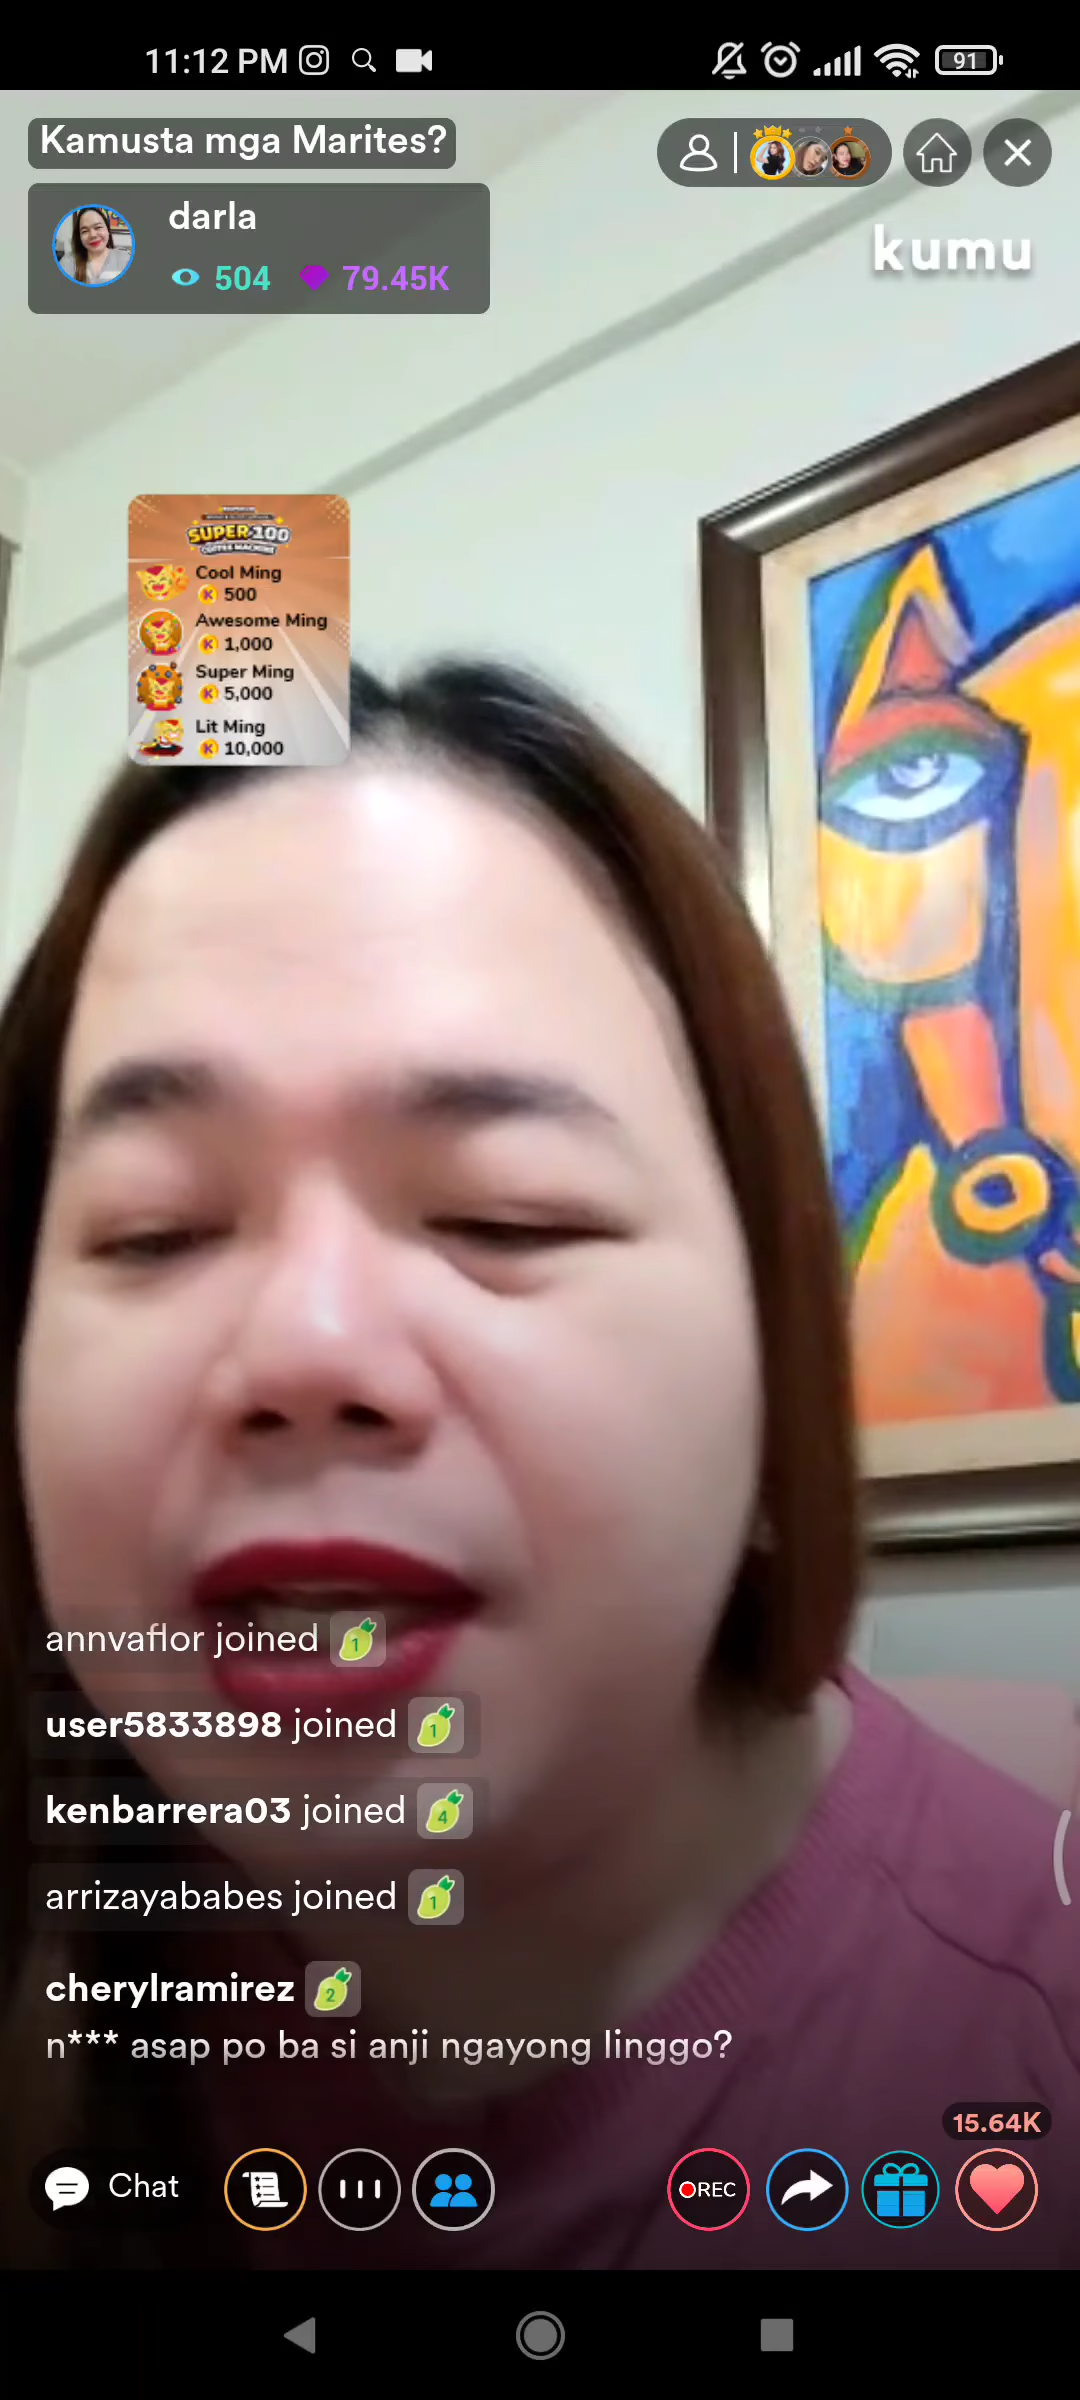 11:12 PM
91
Kamusta mga Marites?
darla
504 79.45K
kumu
SUPER 100
COFFEE MACHINE
Cool Ming
K 500
Awesome Ming
K 1,000
Super Ming
K 5,000
Lit Ming
K 10,000
annvaflor joined 1
user5833898 joined 1
kenbarrera03 joined 4
arrizayababes joined 1
cherylramirez 2
n*** asap po ba si anji ngayong linggo?
15.64K
Chat
REC